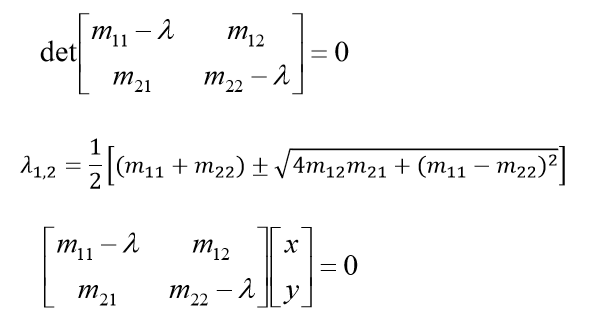 det[m₁₁ − λ  m₁₂; m₂₁  m₂₂ − λ] = 0
λ₁,₂ = 1/2[(m₁₁ + m₂₂) ± √(4m₁₂m₂₁ + (m₁₁ − m₂₂)²)]
[m₁₁ − λ  m₁₂; m₂₁  m₂₂ − λ][x; y] = 0